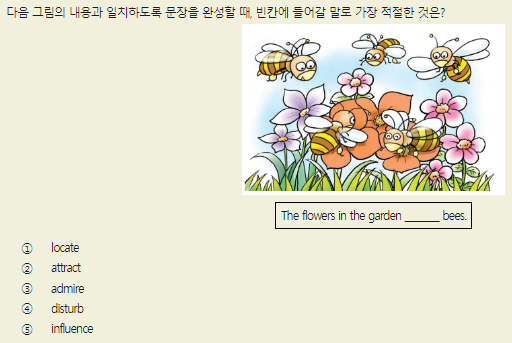 다음 그림의 내용과 일치하도록 문장을 완성할 때, 빈칸에 들어갈 말로 가장 적절한 것은?
The flowers in the garden ______ bees.
① locate
② attract
③ admire
④ disturb
⑤ influence